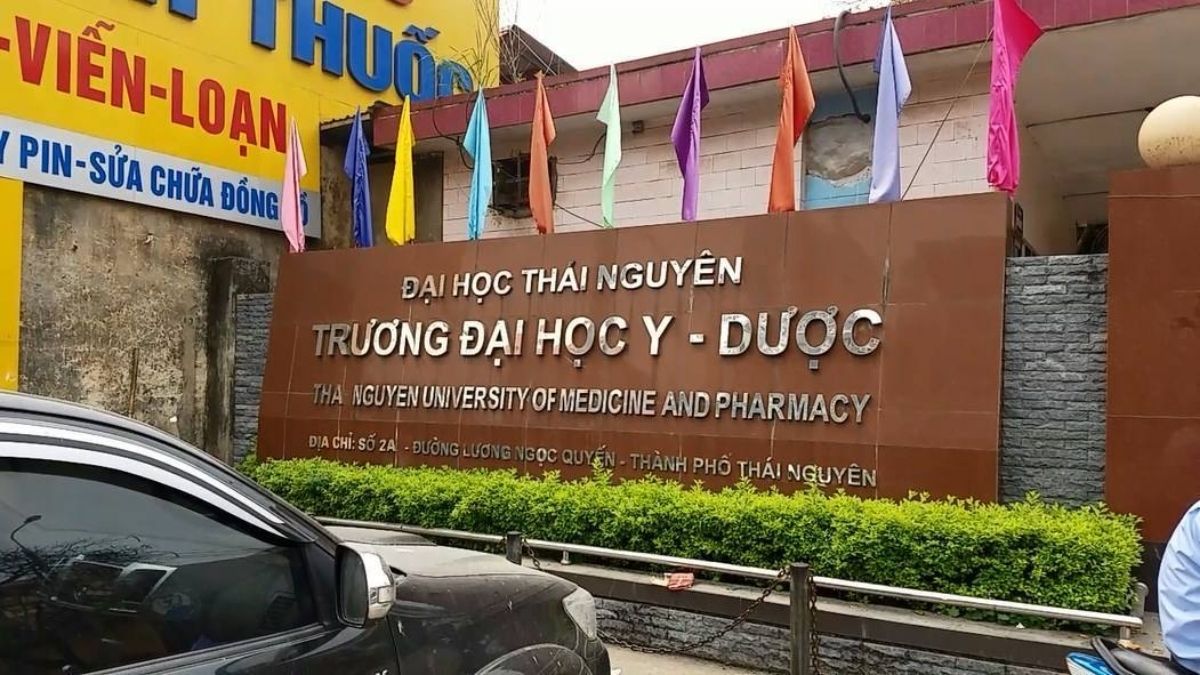 THUỐC
-VIỄN-LOẠN
Y PIN-SỬA CHỮA ĐỒNG
ĐẠI HỌC THÁI NGUYÊN
TRƯƠNG ĐẠI HỌC Y - DƯỢC
THA NGUYEN UNIVERSITY OF MEDICINE AND PHARMACY
ĐỊA CHỈ: SỐ 2A - ĐƯỜNG LƯƠNG NGỌC QUYẾN - THÀNH PHỐ THÁI NGUYÊN